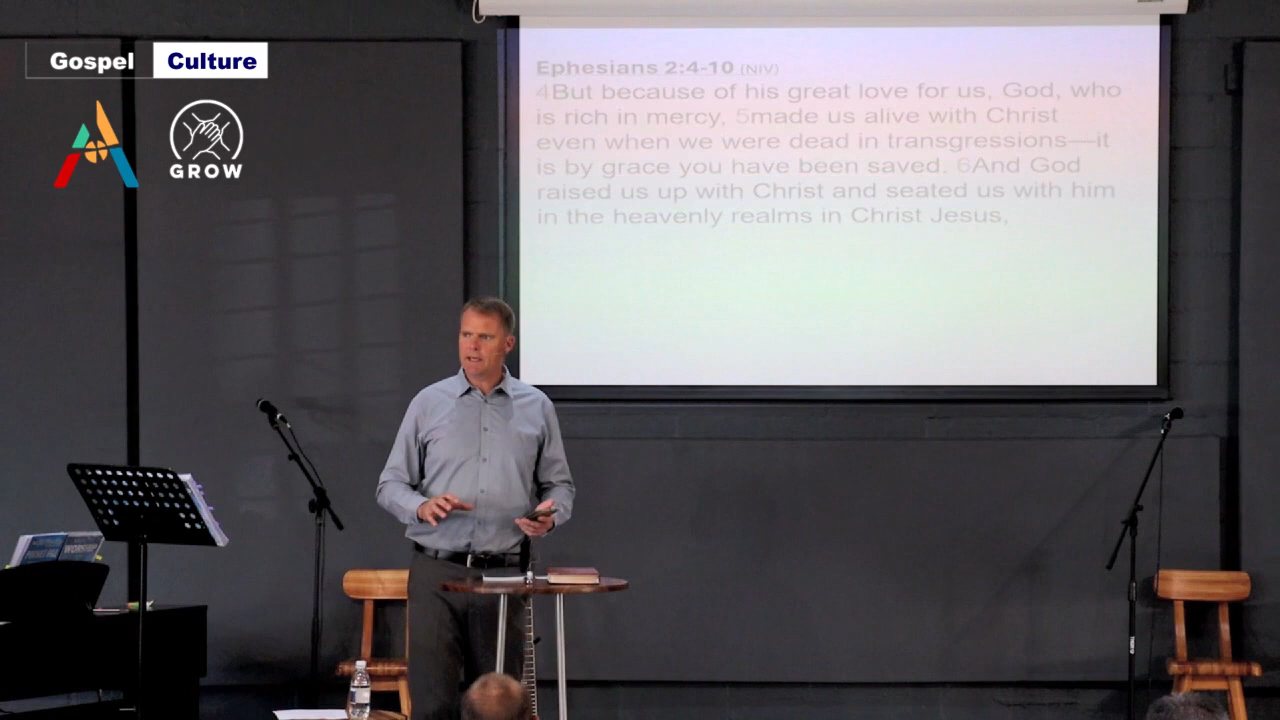 Gospel Culture
GROW
Ephesians 2:4-10 (NIV)
4But because of his great love for us, God, who
is rich in mercy, 5made us alive with Christ
even when we were dead in transgressions—it
is by grace you have been saved. 6And God
raised us up with Christ and seated us with him
in the heavenly realms in Christ Jesus,
WORSHIP